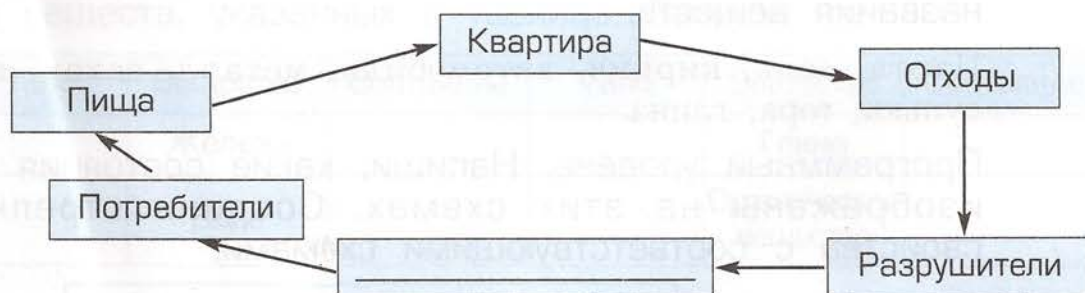 Квартира
Отходы
Пища
Потребители
Разрушители